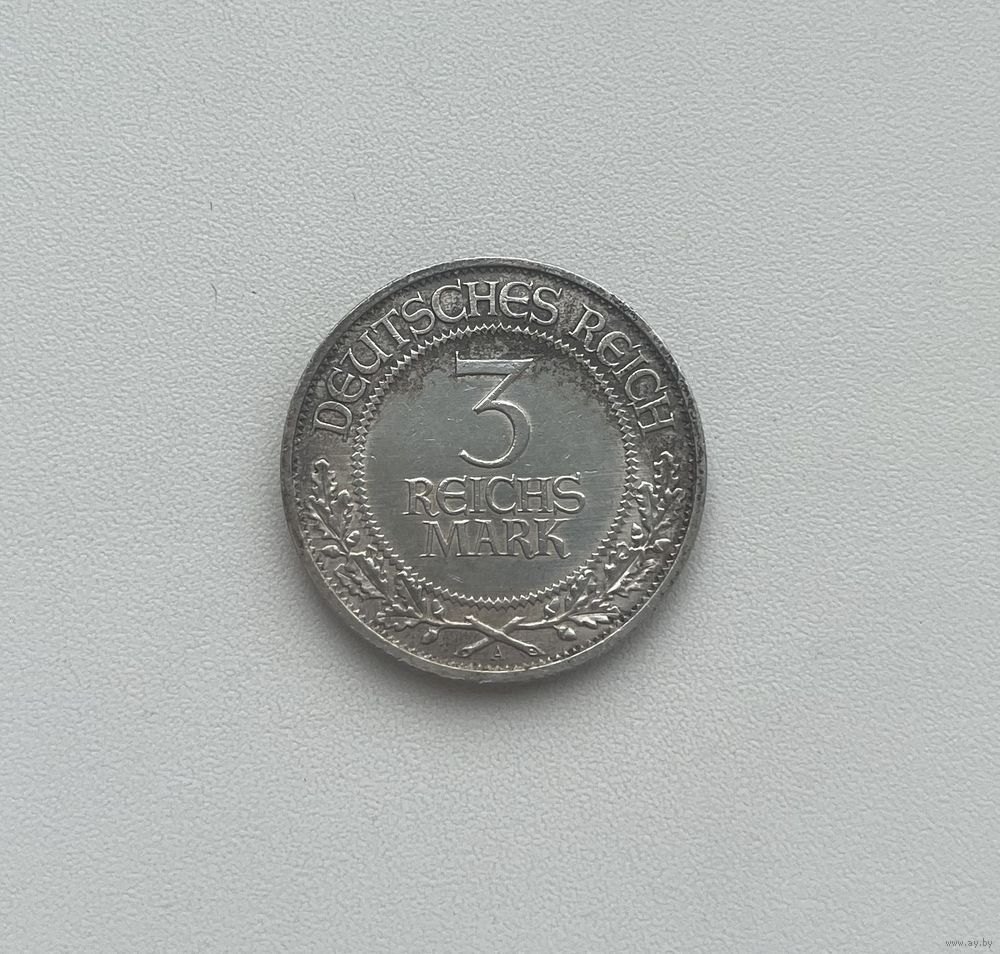 DEUTSCHES REICH
3
REICHS
MARK
A
www.ay.by